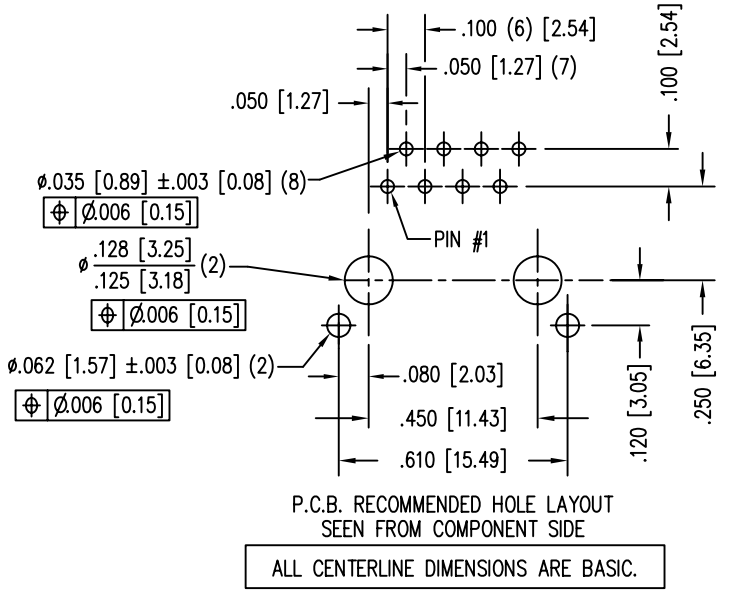 .100 (6) [2.54]
.050 [1.27] (7)
.050 [1.27]
.100 [2.54]
ø.035 [0.89] ±.003 [0.08] (8)
⌖ Ø.006 [0.15]
PIN #1
ø .128 [3.25]
.125 [3.18] (2)
⌖ Ø.006 [0.15]
ø.062 [1.57] ±.003 [0.08] (2)
⌖ Ø.006 [0.15]
.080 [2.03]
.450 [11.43]
.610 [15.49]
.120 [3.05]
.250 [6.35]
P.C.B. RECOMMENDED HOLE LAYOUT
SEEN FROM COMPONENT SIDE
ALL CENTERLINE DIMENSIONS ARE BASIC.